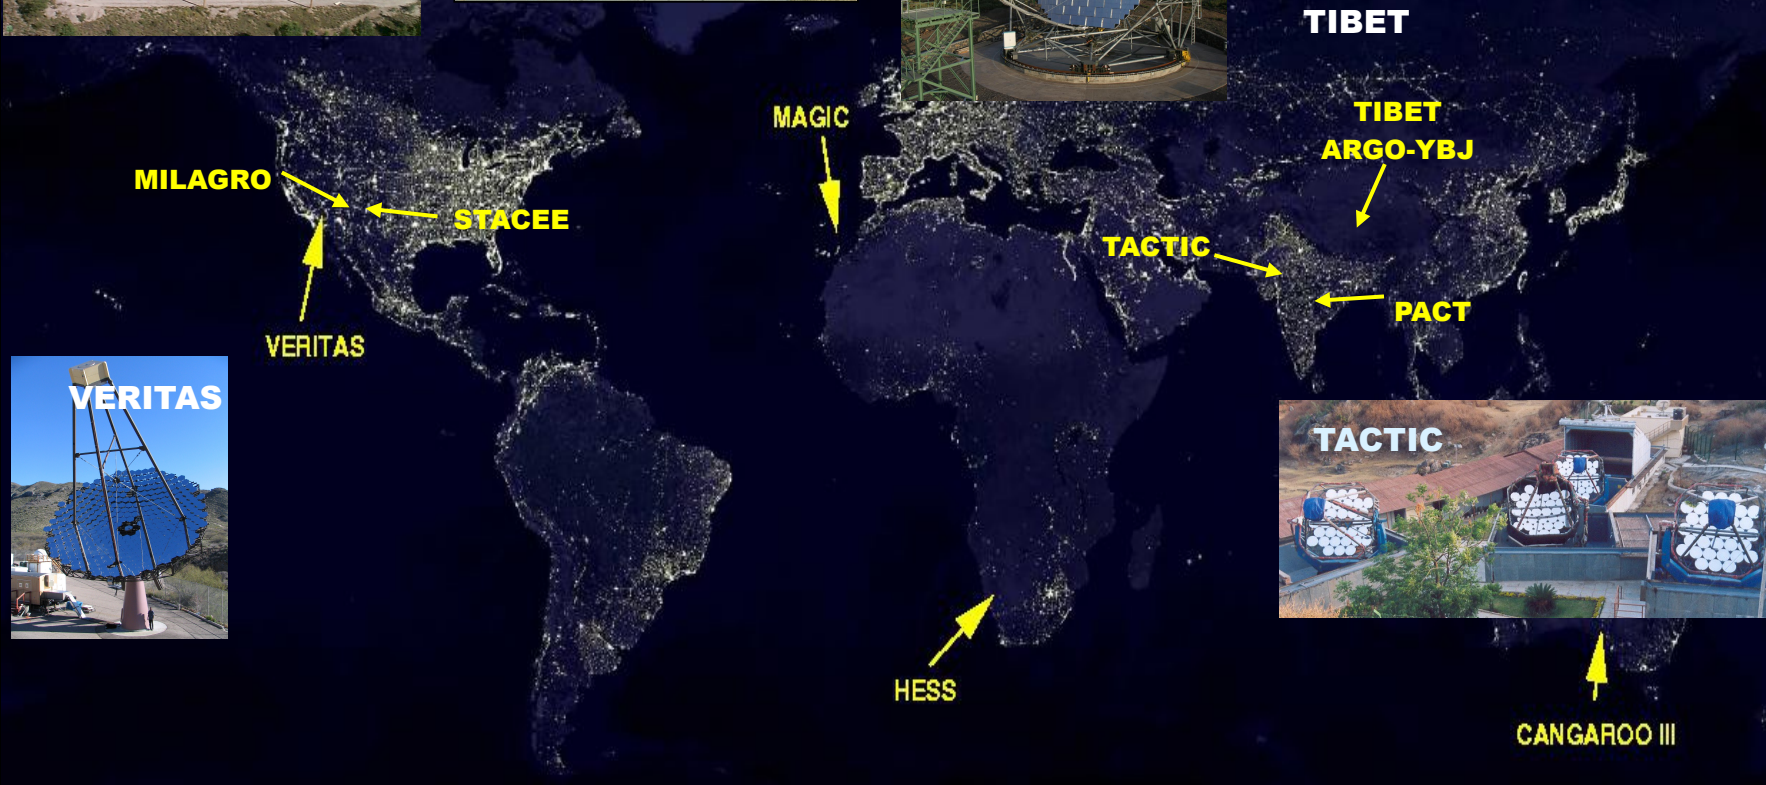 TIBET
MAGIC
TIBET
ARGO-YBJ
MILAGRO
STACEE
TACTIC
PACT
VERITAS
VERITAS
TACTIC
HESS
CANGAROO III